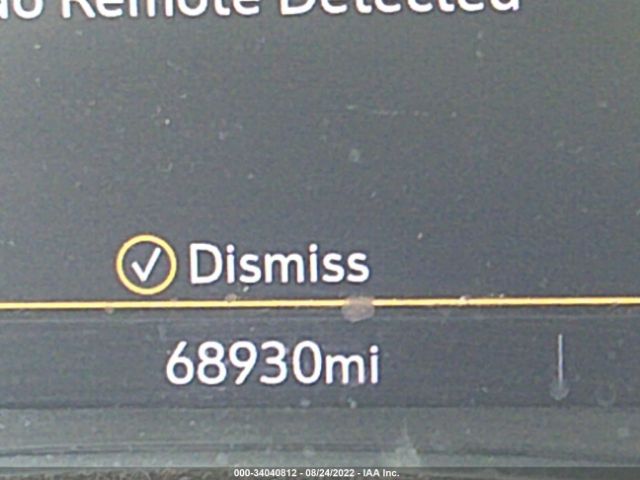 Remote Detected
Dismiss
68930mi
000-34040812 - 08/24/2022 - IAA Inc.